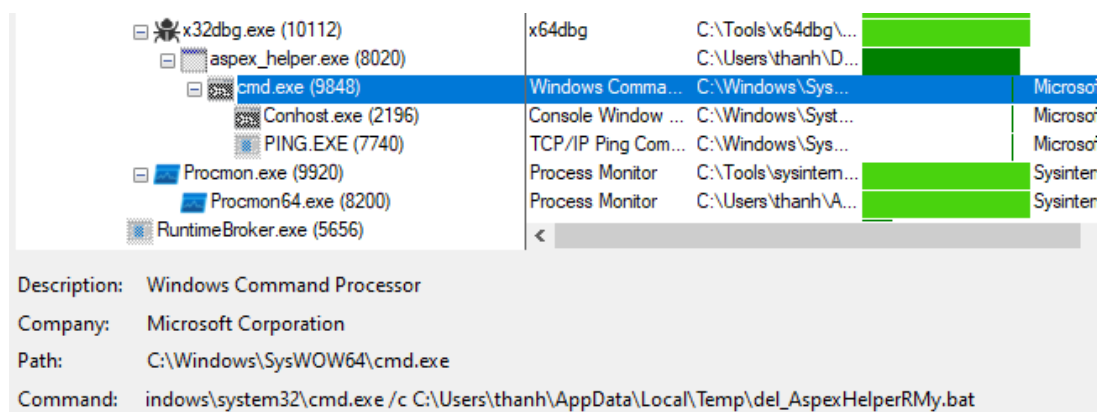 x32dbg.exe (10112) x64dbg C:\Tools\x64dbg\...
aspex_helper.exe (8020) C:\Users\thanh\D...
cmd.exe (9848) Windows Comma... C:\Windows\Sys... Microsof
Conhost.exe (2196) Console Window ... C:\Windows\Syst... Microsof
PING.EXE (7740) TCP/IP Ping Com... C:\Windows\Sys... Microsof
Procmon.exe (9920) Process Monitor C:\Tools\sysintern... Sysinter
Procmon64.exe (8200) Process Monitor C:\Users\thanh\A... Sysinter
RuntimeBroker.exe (5656)
Description: Windows Command Processor
Company: Microsoft Corporation
Path: C:\Windows\SysWOW64\cmd.exe
Command: indows\system32\cmd.exe /c C:\Users\thanh\AppData\Local\Temp\del_AspexHelperRMy.bat